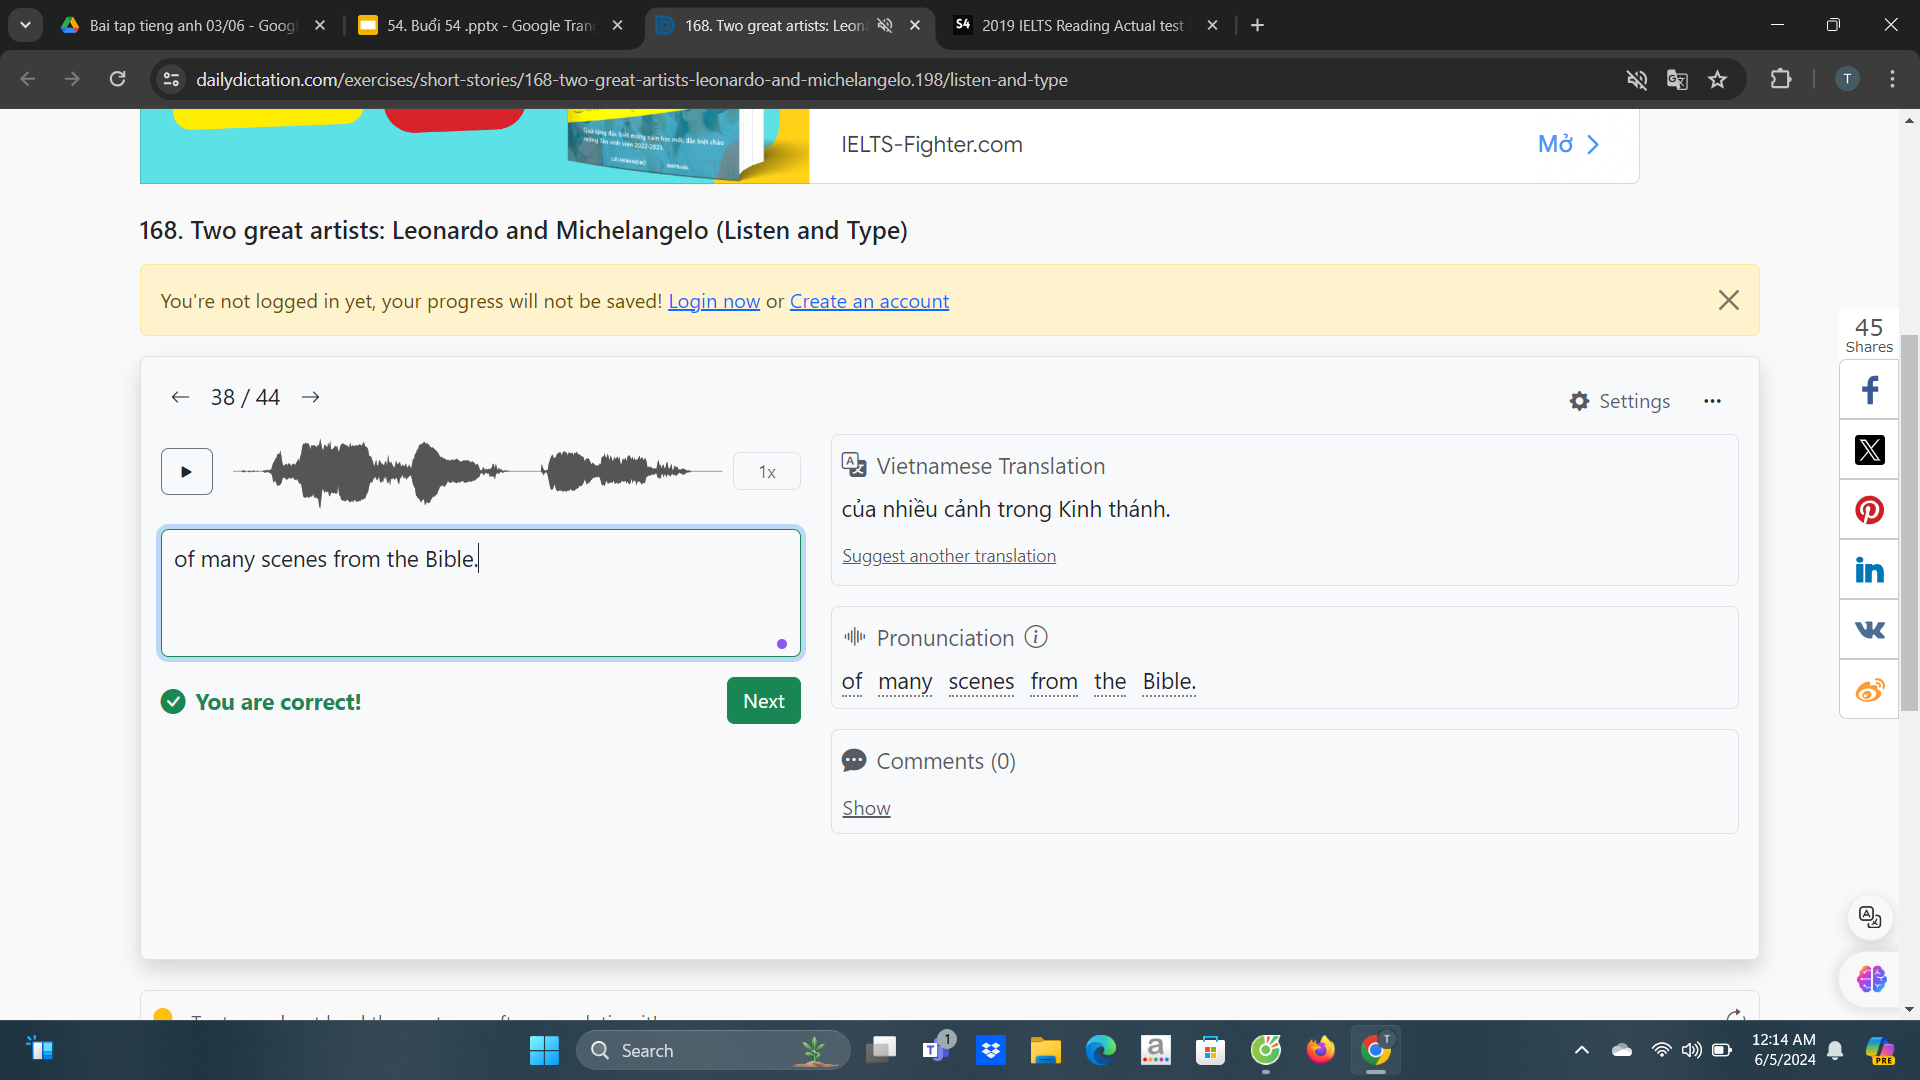 Bai tap tieng anh 03/06 - Googl
54. Buổi 54 .pptx - Google Tran
168. Two great artists: Leon
S4 2019 IELTS Reading Actual test
dailydictation.com/exercises/short-stories/168-two-great-artists-leonardo-and-michelangelo.198/listen-and-type
T
IELTS-Fighter.com
Mở
168. Two great artists: Leonardo and Michelangelo (Listen and Type)
You're not logged in yet, your progress will not be saved! Login now or Create an account
45
Shares
38 / 44
Settings
1x
Vietnamese Translation
của nhiều cảnh trong Kinh thánh.
Suggest another translation
of many scenes from the Bible.
Pronunciation
of many scenes from the Bible.
You are correct!
Next
Comments (0)
Show
Search
1
12:14 AM
6/5/2024
PRE